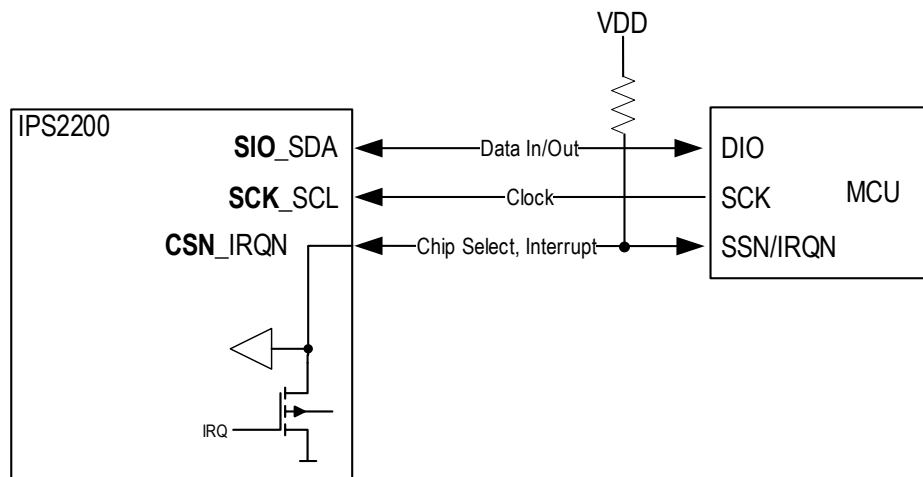 VDD
IPS2200
SIO_SDA
Data In/Out
DIO
SCK_SCL
Clock
SCK
MCU
CSN_IRQN
Chip Select, Interrupt
SSN/IRQN
IRQ